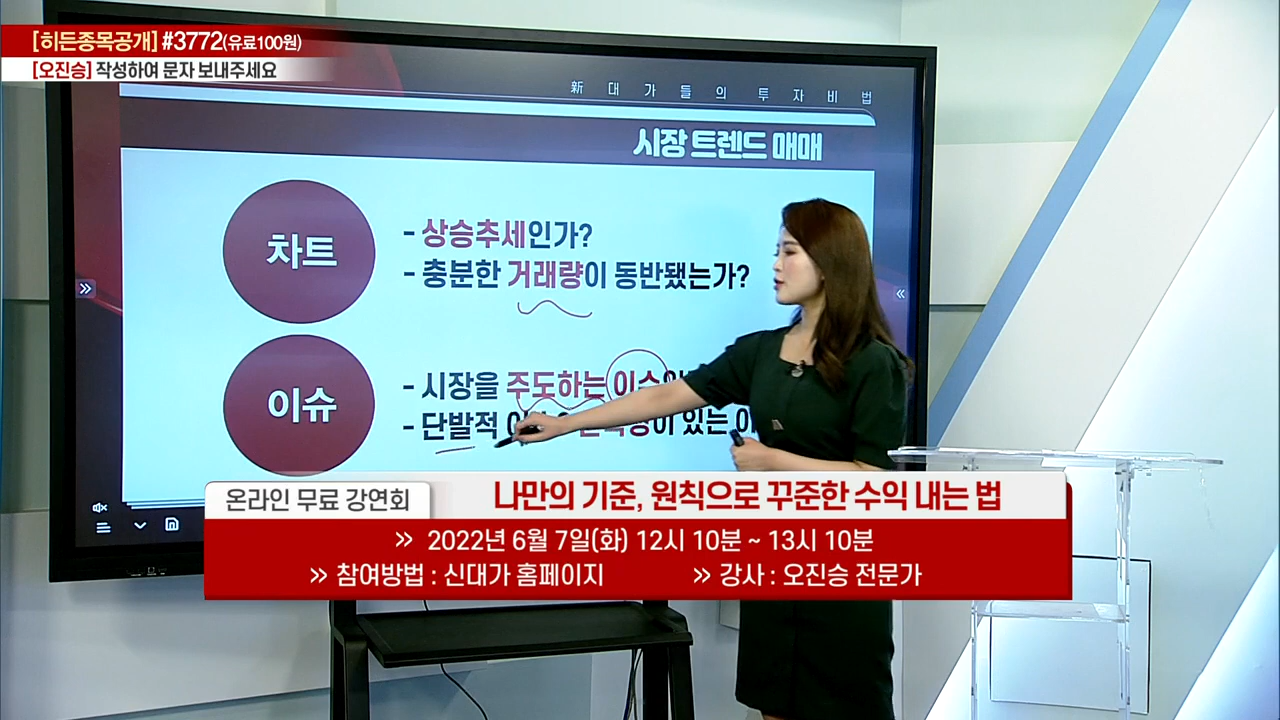 [히든종목공개] #3772(유료100원)
[오진승] 작성하여 문자 보내주세요
新 대 가 들 의 투 자 비 법
시장 트렌드 매매
차트
- 상승추세인가?
- 충분한 거래량이 동반됐는가?
이슈
- 시장을 주도하는 이슈
- 단발적 있는
온라인 무료 강연회
나만의 기준, 원칙으로 꾸준한 수익 내는 법
» 2022년 6월 7일(화) 12시 10분 ~ 13시 10분
» 참여방법 : 신대가 홈페이지
» 강사 : 오진승 전문가